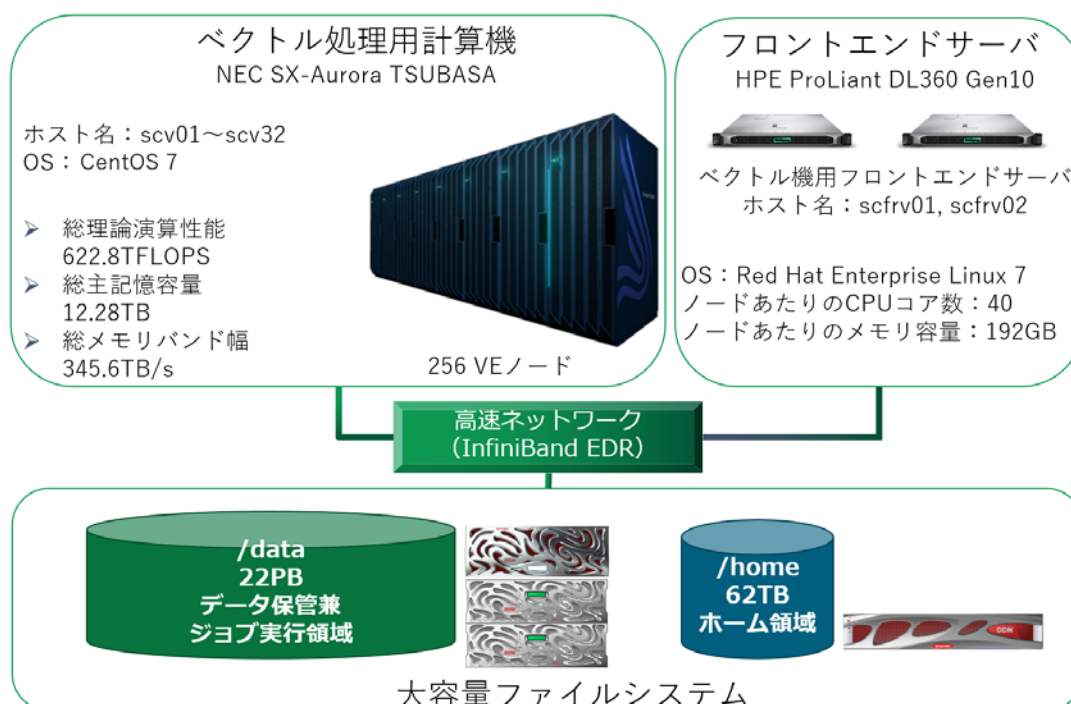 ベクトル処理用計算機
NEC SX-Aurora TSUBASA
ホスト名：scv01～scv32
OS：CentOS 7
➢ 総理論演算性能
622.8TFLOPS
➢ 総主記憶容量
12.28TB
➢ 総メモリバンド幅
345.6TB/s
256 VEノード
フロントエンドサーバ
HPE ProLiant DL360 Gen10
ベクトル機用フロントエンドサーバ
ホスト名：scfrv01, scfrv02
OS：Red Hat Enterprise Linux 7
ノードあたりのCPUコア数：40
ノードあたりのメモリ容量：192GB
高速ネットワーク
（InfiniBand EDR）
/data
22PB
データ保管兼
ジョブ実行領域
/home
62TB
ホーム領域
DDN
大容量ファイルシステム